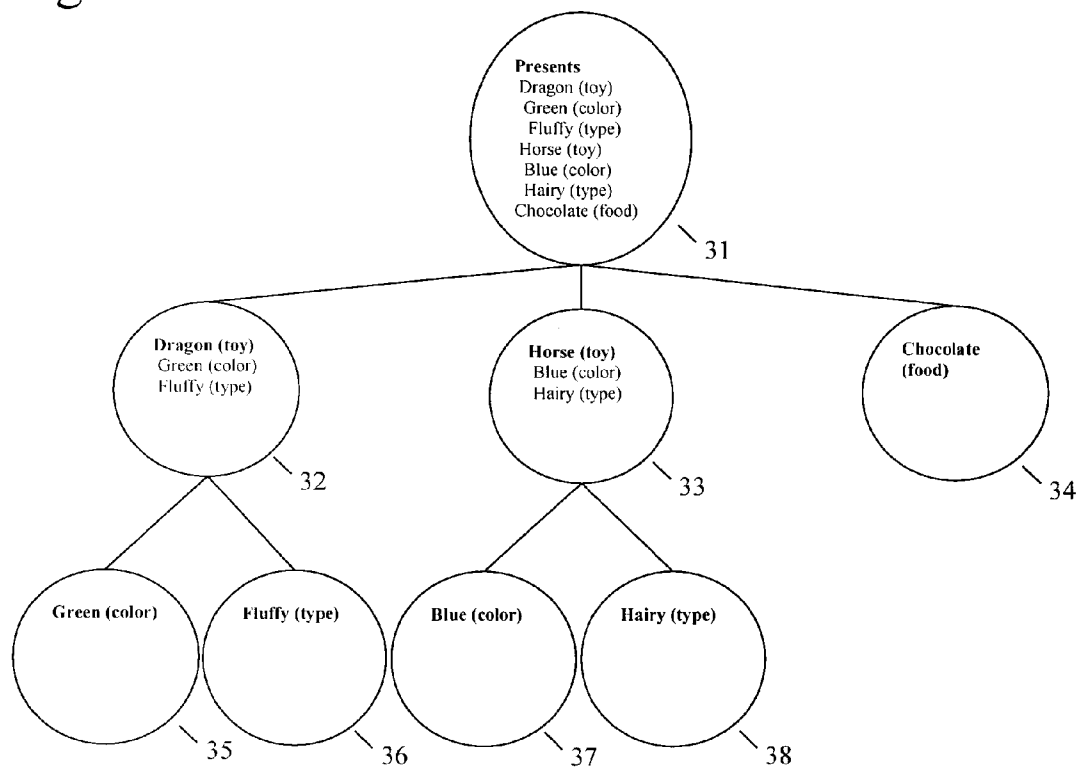 Presents
Dragon (toy)
Green (color)
Fluffy (type)
Horse (toy)
Blue (color)
Hairy (type)
Chocolate (food)
31
Dragon (toy)
Green (color)
Fluffy (type)
32
Horse (toy)
Blue (color)
Hairy (type)
33
Chocolate
(food)
34
Green (color)
35
Fluffy (type)
36
Blue (color)
37
Hairy (type)
38